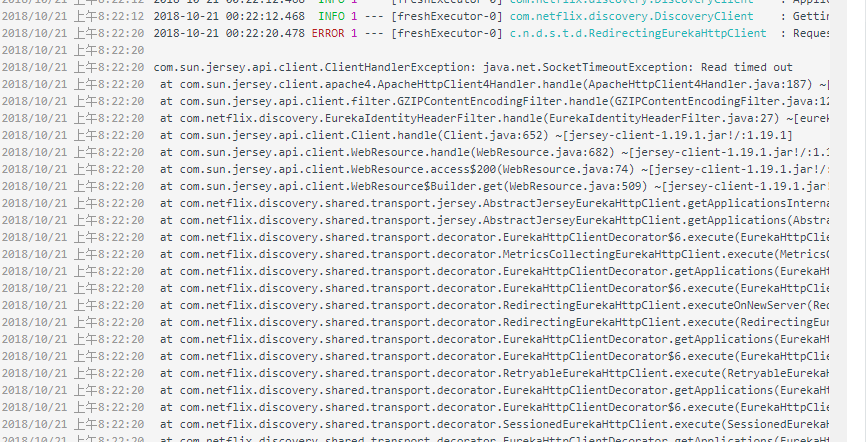 2018/10/21 上午8:22:12 2018-10-21 00:22:12.468 INFO 1 --- [freshExecutor-0] com.netflix.discovery.DiscoveryClient : Applic
2018/10/21 上午8:22:12 2018-10-21 00:22:12.468 INFO 1 --- [freshExecutor-0] com.netflix.discovery.DiscoveryClient : Gettin
2018/10/21 上午8:22:20 2018-10-21 00:22:20.478 ERROR 1 --- [freshExecutor-0] c.n.d.s.t.d.RedirectingEurekaHttpClient : Reques
2018/10/21 上午8:22:20
2018/10/21 上午8:22:20 com.sun.jersey.api.client.ClientHandlerException: java.net.SocketTimeoutException: Read timed out
2018/10/21 上午8:22:20 at com.sun.jersey.client.apache4.ApacheHttpClient4Handler.handle(ApacheHttpClient4Handler.java:187) ~[
2018/10/21 上午8:22:20 at com.sun.jersey.api.client.filter.GZIPContentEncodingFilter.handle(GZIPContentEncodingFilter.java:12
2018/10/21 上午8:22:20 at com.netflix.discovery.EurekaIdentityHeaderFilter.handle(EurekaIdentityHeaderFilter.java:27) ~[eurek
2018/10/21 上午8:22:20 at com.sun.jersey.api.client.Client.handle(Client.java:652) ~[jersey-client-1.19.1.jar!/:1.19.1]
2018/10/21 上午8:22:20 at com.sun.jersey.api.client.WebResource.handle(WebResource.java:682) ~[jersey-client-1.19.1.jar!/:1.1
2018/10/21 上午8:22:20 at com.sun.jersey.api.client.WebResource.access$200(WebResource.java:74) ~[jersey-client-1.19.1.jar!/:
2018/10/21 上午8:22:20 at com.sun.jersey.api.client.WebResource$Builder.get(WebResource.java:509) ~[jersey-client-1.19.1.jar!
2018/10/21 上午8:22:20 at com.netflix.discovery.shared.transport.jersey.AbstractJerseyEurekaHttpClient.getApplicationsInterna
2018/10/21 上午8:22:20 at com.netflix.discovery.shared.transport.jersey.AbstractJerseyEurekaHttpClient.getApplications(Abstra
2018/10/21 上午8:22:20 at com.netflix.discovery.shared.transport.decorator.EurekaHttpClientDecorator$6.execute(EurekaHttpClie
2018/10/21 上午8:22:20 at com.netflix.discovery.shared.transport.decorator.MetricsCollectingEurekaHttpClient.execute(MetricsC
2018/10/21 上午8:22:20 at com.netflix.discovery.shared.transport.decorator.EurekaHttpClientDecorator.getApplications(EurekaHt
2018/10/21 上午8:22:20 at com.netflix.discovery.shared.transport.decorator.EurekaHttpClientDecorator$6.execute(EurekaHttpClie
2018/10/21 上午8:22:20 at com.netflix.discovery.shared.transport.decorator.RedirectingEurekaHttpClient.executeOnNewServer(Red
2018/10/21 上午8:22:20 at com.netflix.discovery.shared.transport.decorator.RedirectingEurekaHttpClient.execute(RedirectingEur
2018/10/21 上午8:22:20 at com.netflix.discovery.shared.transport.decorator.EurekaHttpClientDecorator.getApplications(EurekaHt
2018/10/21 上午8:22:20 at com.netflix.discovery.shared.transport.decorator.EurekaHttpClientDecorator$6.execute(EurekaHttpClie
2018/10/21 上午8:22:20 at com.netflix.discovery.shared.transport.decorator.RetryableEurekaHttpClient.execute(RetryableEurekaH
2018/10/21 上午8:22:20 at com.netflix.discovery.shared.transport.decorator.EurekaHttpClientDecorator.getApplications(EurekaHt
2018/10/21 上午8:22:20 at com.netflix.discovery.shared.transport.decorator.EurekaHttpClientDecorator$6.execute(EurekaHttpClie
2018/10/21 上午8:22:20 at com.netflix.discovery.shared.transport.decorator.SessionedEurekaHttpClient.execute(SessionedEurekaH
2018/10/21 上午8:22:20 at com.netflix.discovery.shared.transport.decorator.EurekaHttpClientDecorator.getApplications(EurekaHt